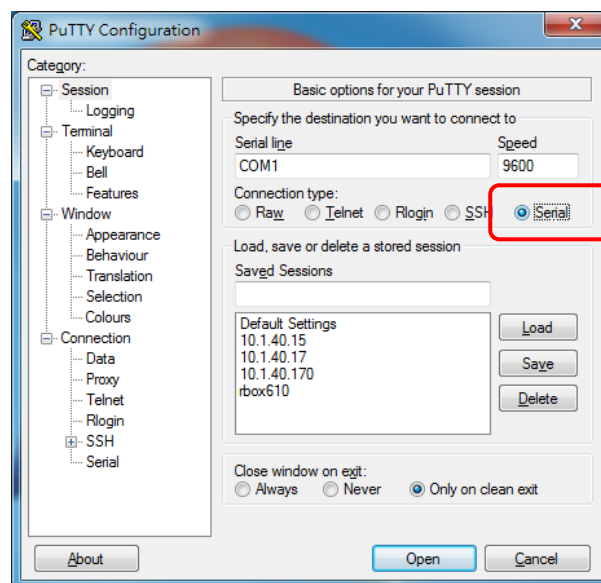 PuTTY Configuration
Category:
Session
Logging
Terminal
Keyboard
Bell
Features
Window
Appearance
Behaviour
Translation
Selection
Colours
Connection
Data
Proxy
Telnet
Rlogin
SSH
Serial
Basic options for your PuTTY session
Specify the destination you want to connect to
Serial line Speed
COM1 9600
Connection type:
Raw Telnet Rlogin SSH Serial
Load, save or delete a stored session
Saved Sessions
Default Settings
10.1.40.15
10.1.40.17
10.1.40.170
rbox610
Load
Save
Delete
Close window on exit:
Always Never Only on clean exit
About Open Cancel